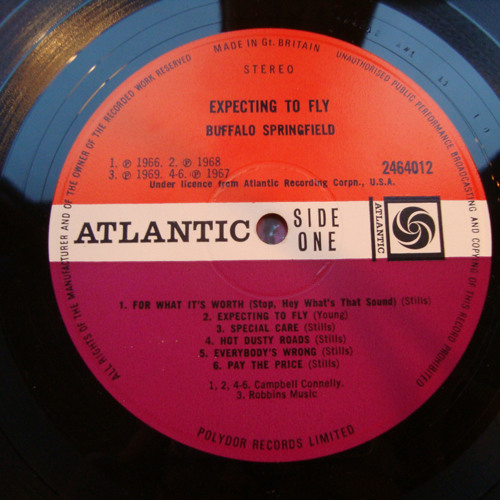 MADE IN Gt. BRITAIN
ALL RIGHTS OF THE MANUFACTURER AND OF THE OWNER OF THE RECORDED WORK RESERVED
UNAUTHORISED PUBLIC PERFORMANCE BROADCASTING AND COPYING OF THIS RECORD PROHIBITED
STEREO
EXPECTING TO FLY
BUFFALO SPRINGFIELD
1. ℗ 1966. 2. ℗ 1968
3. ℗ 1969. 4-6. ℗ 1967
2464012
Under licence from Atlantic Recording Corpn., U.S.A.
ATLANTIC
SIDE
ONE
ATLANTIC
1. FOR WHAT IT'S WORTH (Stop, Hey What's That Sound) (Stills)
2. EXPECTING TO FLY (Young)
3. SPECIAL CARE (Stills)
4. HOT DUSTY ROADS (Stills)
5. EVERYBODY'S WRONG (Stills)
6. PAY THE PRICE (Stills)
1, 2, 4-6. Campbell Connelly.
3. Robbins Music
POLYDOR RECORDS LIMITED